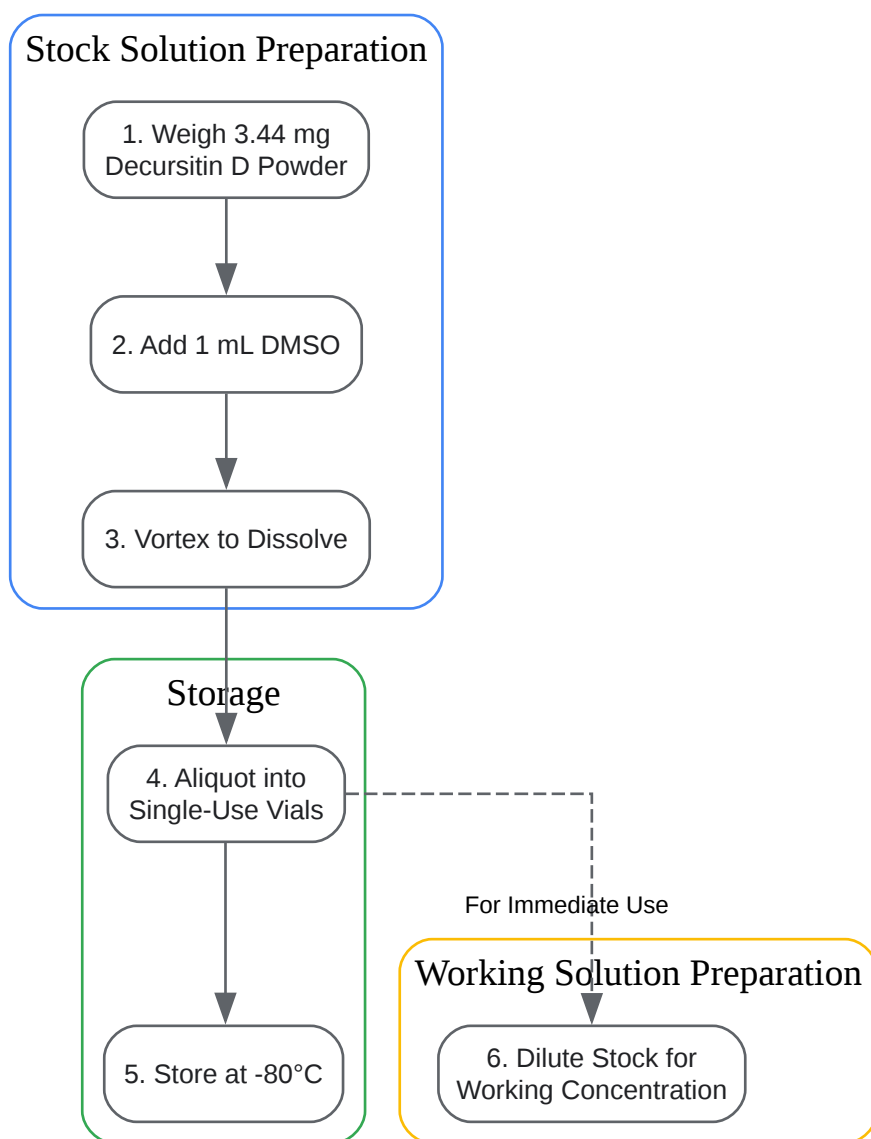 Stock Solution Preparation
1. Weigh 3.44 mg
Decursitin D Powder
2. Add 1 mL DMSO
3. Vortex to Dissolve
Storage
4. Aliquot into
Single-Use Vials
For Immediate Use
Working Solution Preparation
5. Store at -80°C
6. Dilute Stock for
Working Concentration